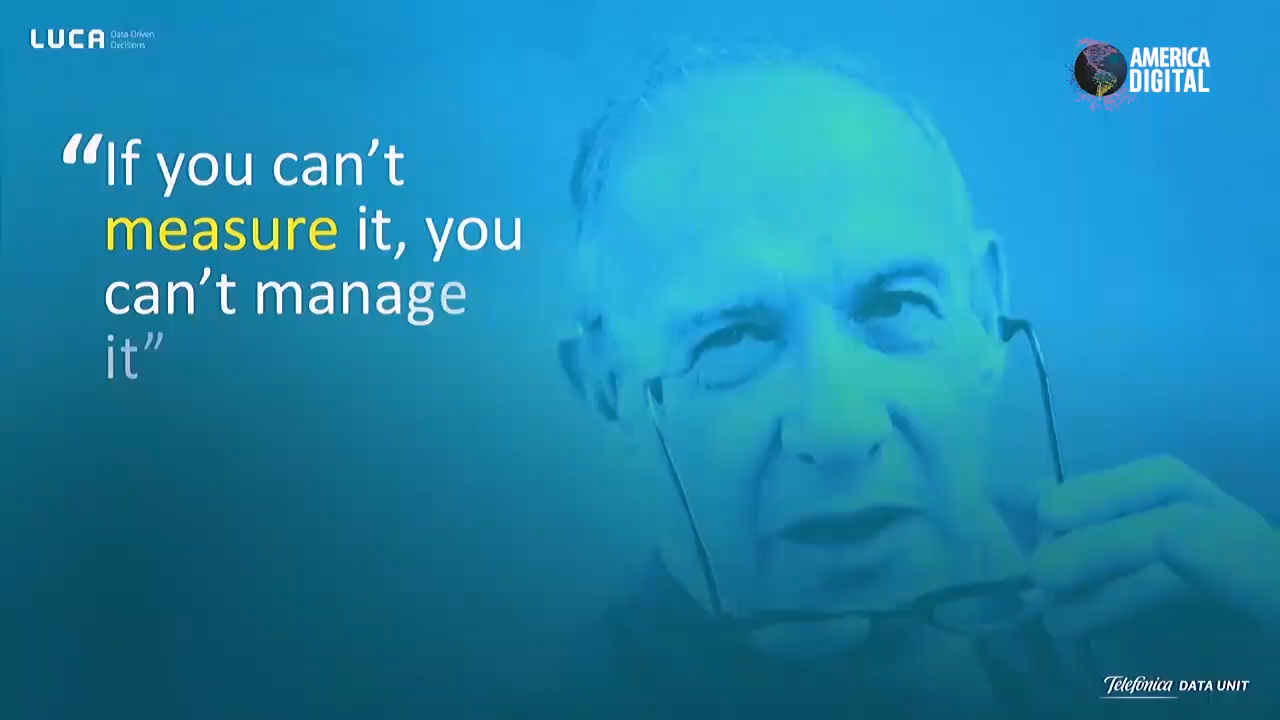 LUCA Data-Driven
Decisions
AMERICA
DIGITAL
“If you can’t
measure it, you
can’t manage
it”
Telefónica DATA UNIT